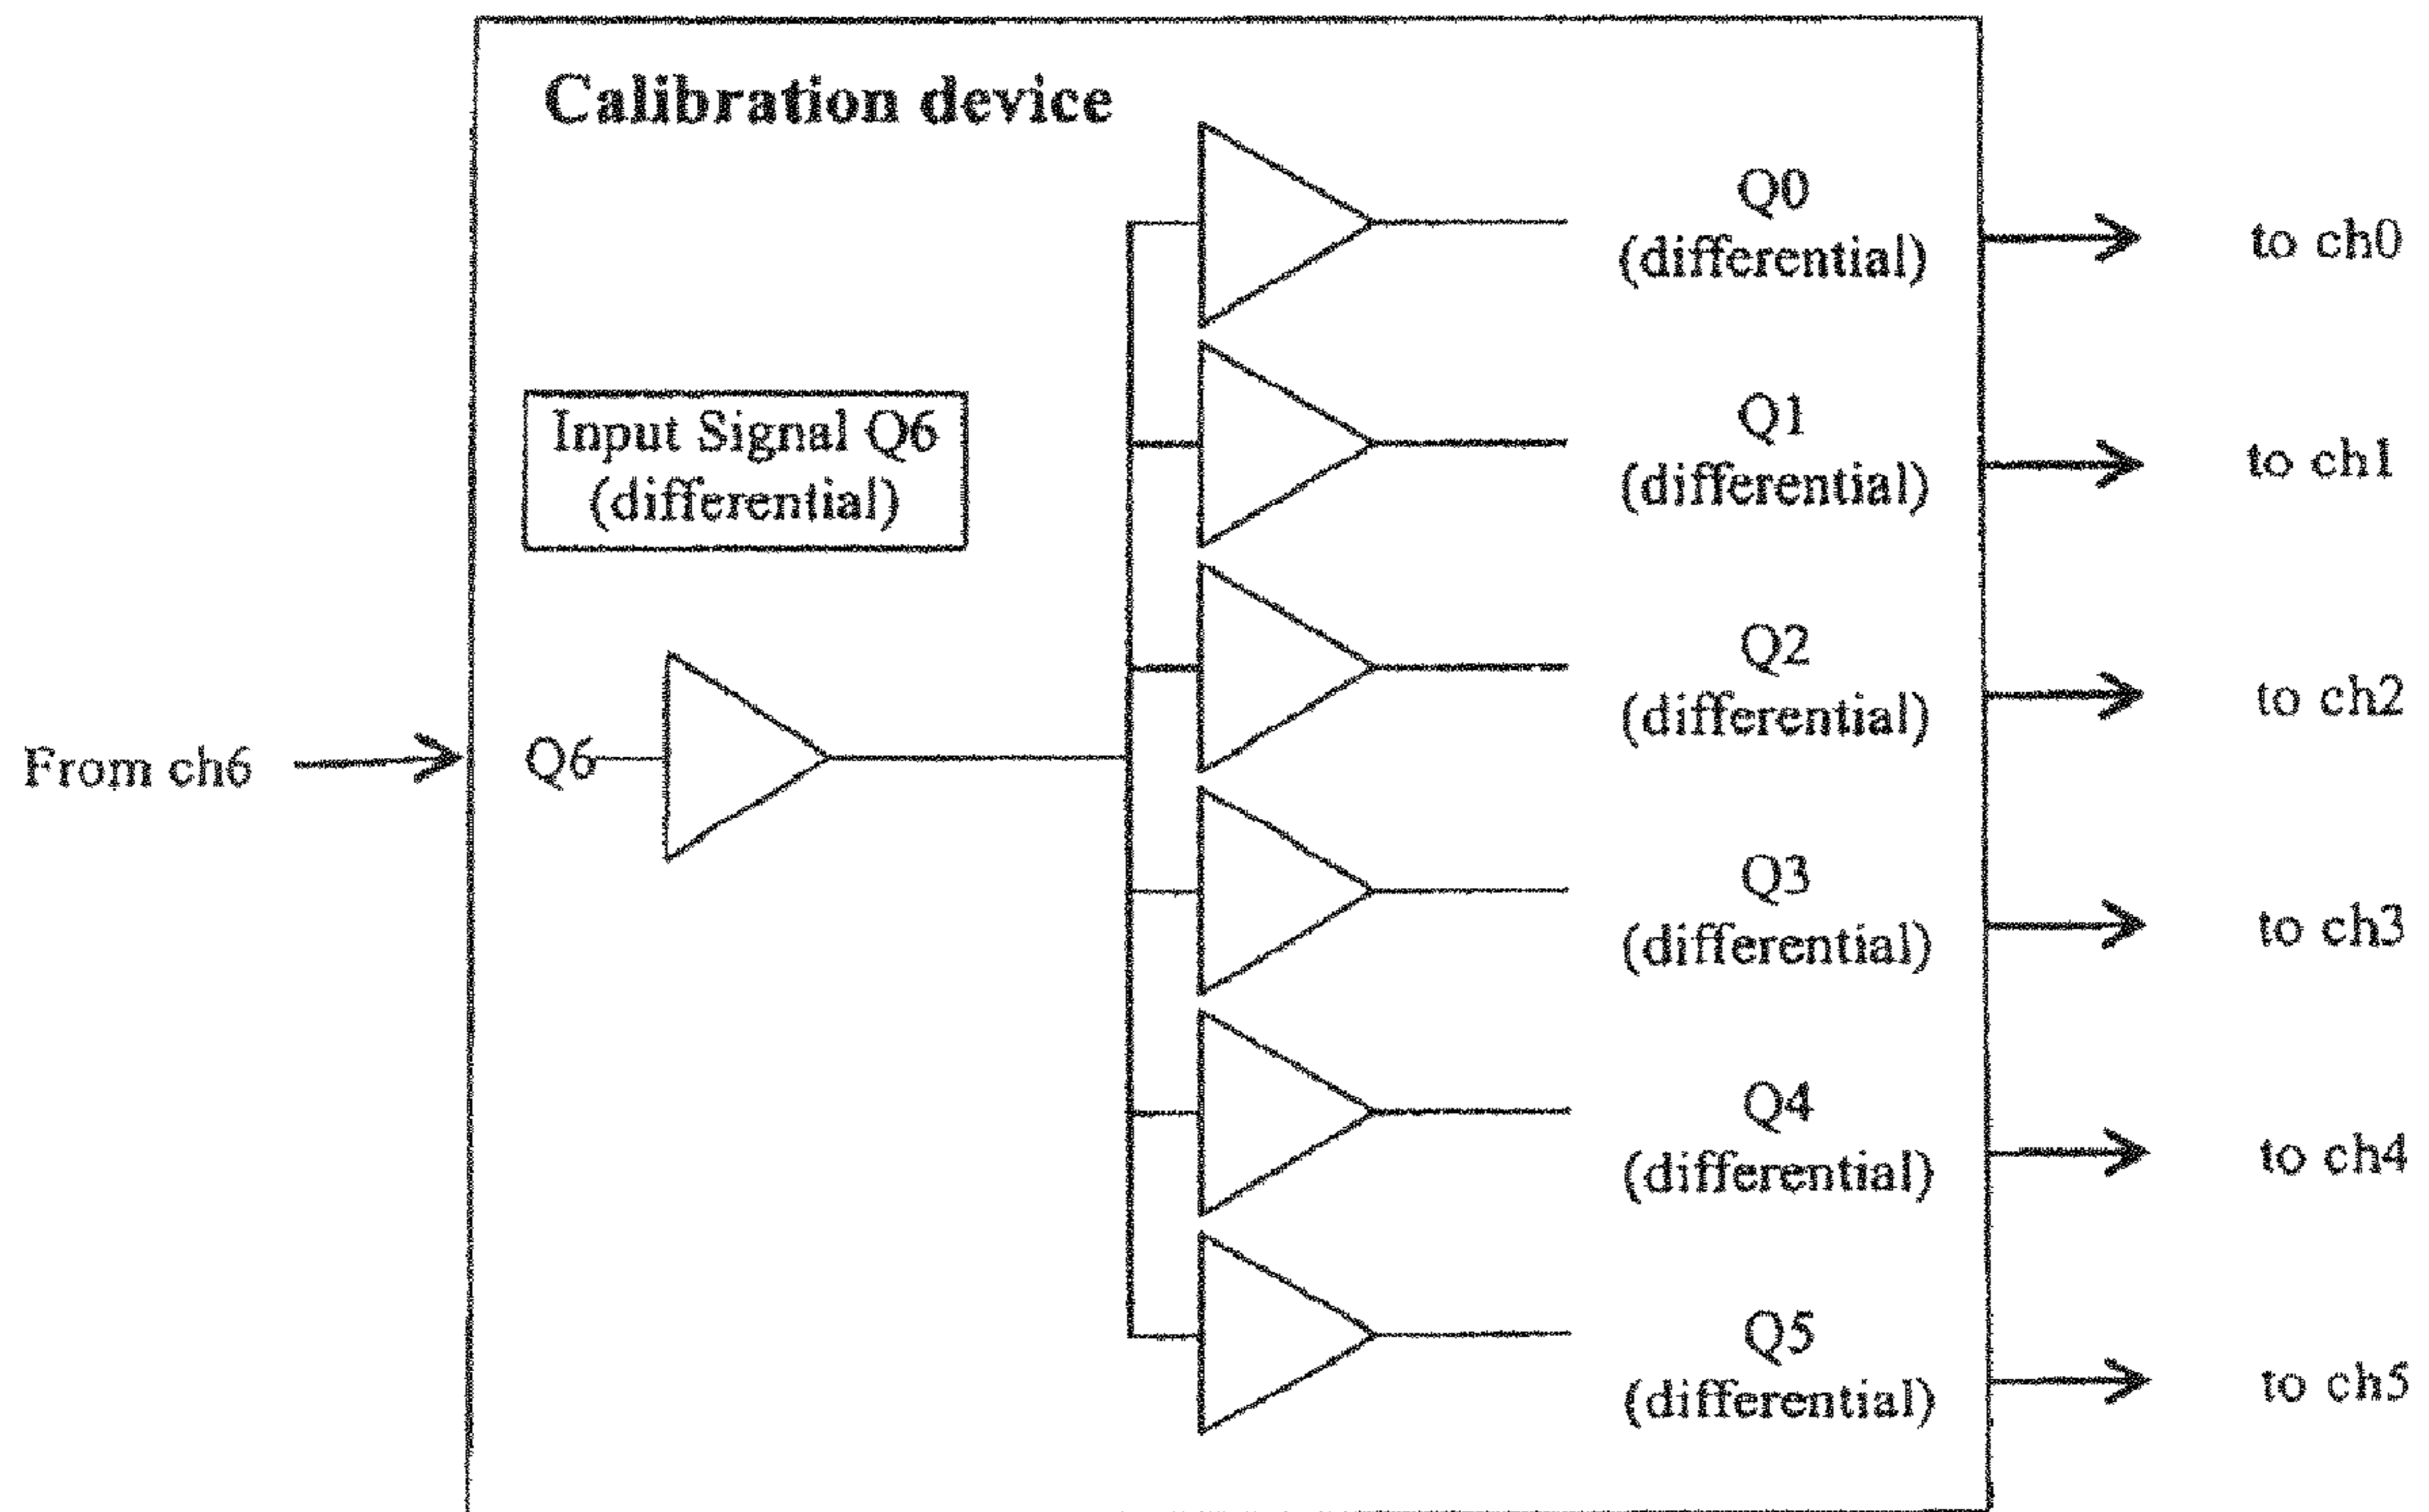 Calibration device
Q0
(differential)
to ch0
Input Signal Q6
(differential)
Q1
(differential)
to ch1
Q2
(differential)
to ch2
From ch6
Q6
Q3
(differential)
to ch3
Q4
(differential)
to ch4
Q5
(differential)
to ch5